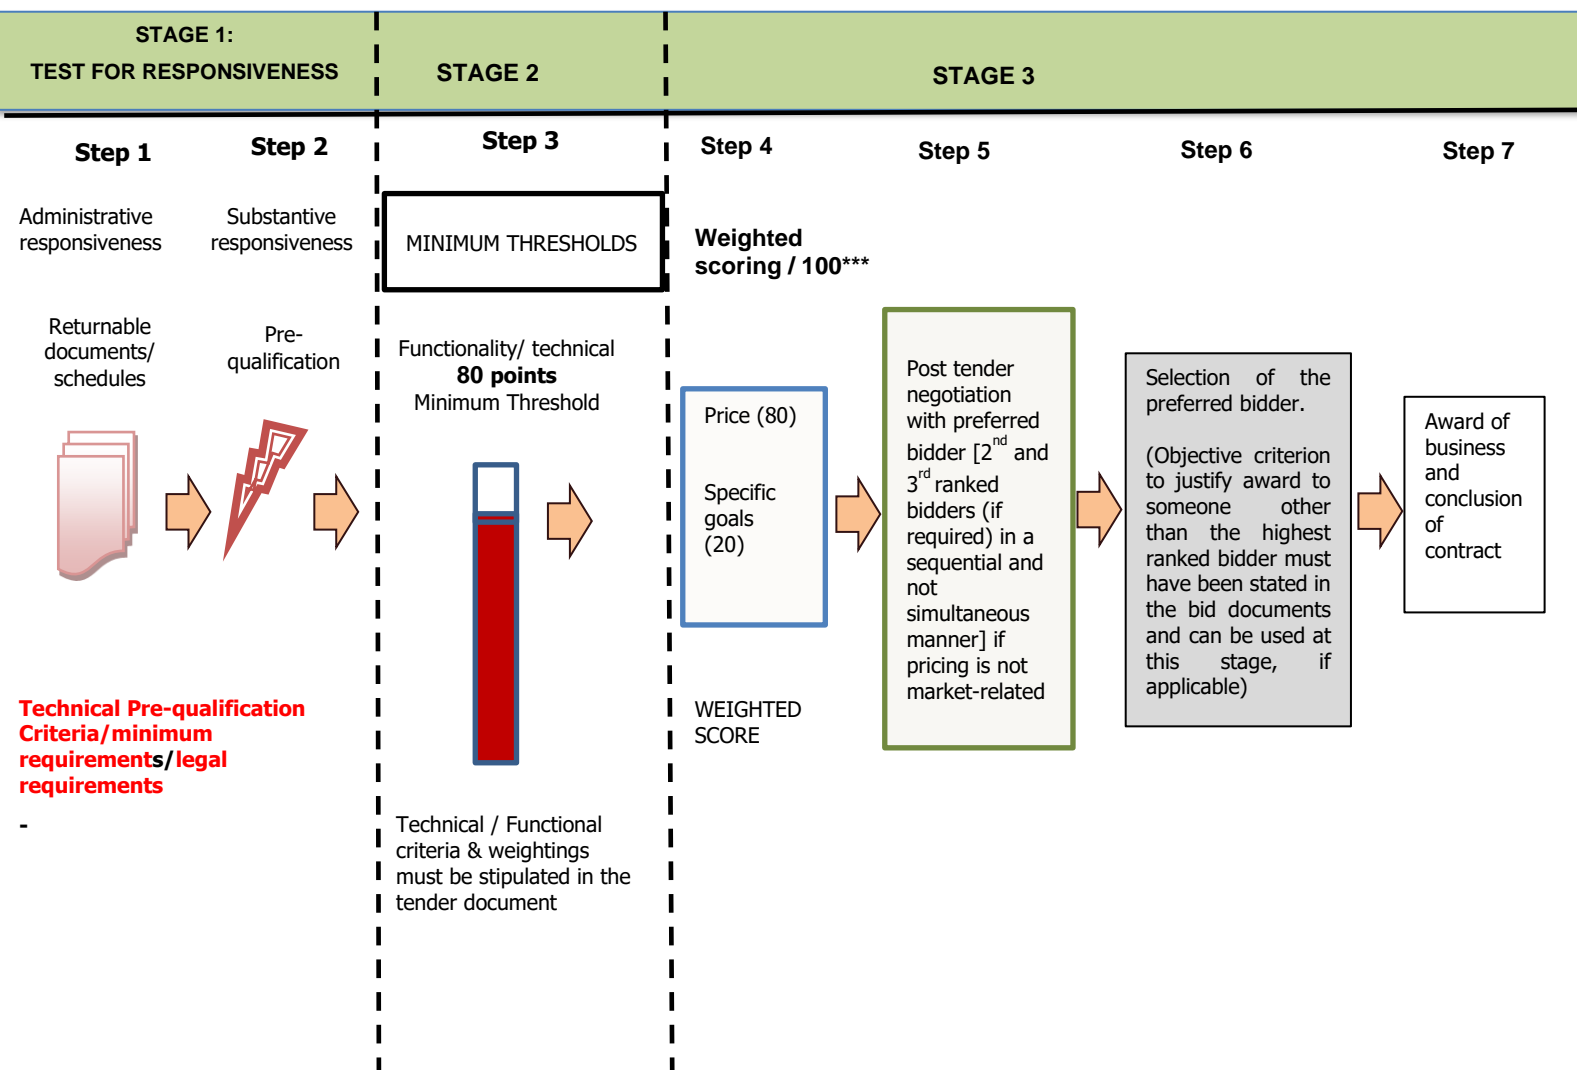 STAGE 1:
TEST FOR RESPONSIVENESS
STAGE 2
STAGE 3
Step 1
Step 2
Step 3
Step 4
Step 5
Step 6
Step 7
Administrative
responsiveness
Substantive
responsiveness
MINIMUM THRESHOLDS
Weighted
scoring / 100***
Returnable
documents/
schedules
Pre-
qualification
Functionality/ technical
80 points
Minimum Threshold
Price (80)
Specific
goals
(20)
Post tender
negotiation
with preferred
bidder [2nd and
3rd ranked
bidders (if
required) in a
sequential and
not
simultaneous
manner] if
pricing is not
market-related
Selection of the
preferred bidder.
(Objective criterion
to justify award to
someone other
than the highest
ranked bidder must
have been stated in
the bid documents
and can be used at
this stage, if
applicable)
Award of
business
and
conclusion
of
contract
Technical Pre-qualification
Criteria/minimum
requirements/legal
requirements
-
WEIGHTED
SCORE
Technical / Functional
criteria & weightings
must be stipulated in the
tender document